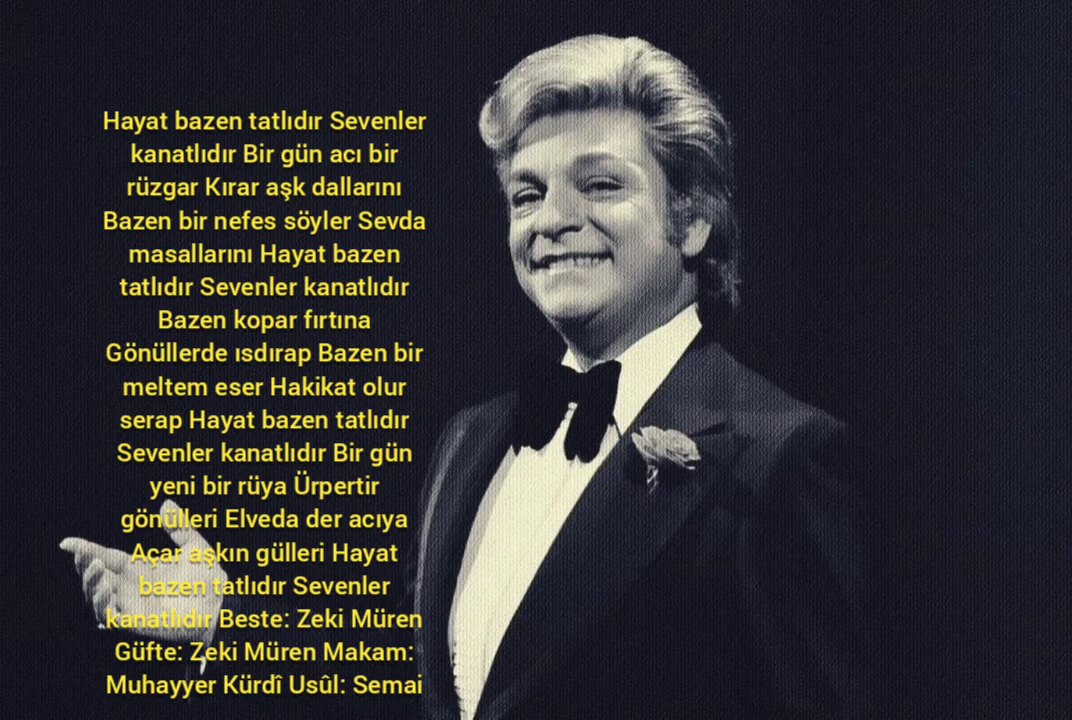 Hayat bazen tatlıdır Sevenler
kanatlıdır Bir gün acı bir
rüzgar Kırar aşk dallarını
Bazen bir nefes söyler Sevda
masallarını Hayat bazen
tatlıdır Sevenler kanatlıdır
Bazen kopar fırtına
Gönüllerde ısdırap Bazen bir
meltem eser Hakikat olur
serap Hayat bazen tatlıdır
Sevenler kanatlıdır Bir gün
yeni bir rüya Ürpertir
gönülleri Elveda der acıya
Açar aşkın gülleri Hayat
bazen tatlıdır Sevenler
kanatlıdır Beste: Zeki Müren
Güfte: Zeki Müren Makam:
Muhayyer Kürdî Usûl: Semai